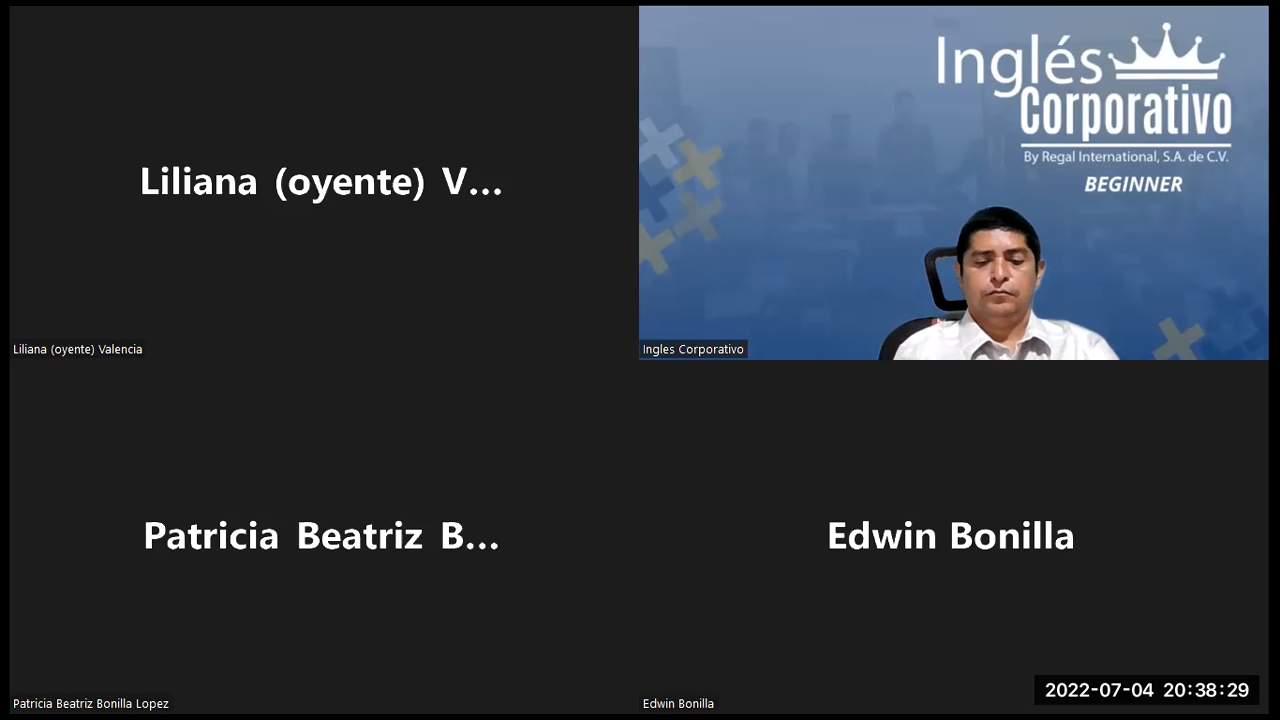 Liliana (oyente) V...
Liliana (oyente) Valencia
Inglés
Corporativo
By Regal International, S.A. de C.V.
BEGINNER
Ingles Corporativo
Patricia Beatriz B...
Patricia Beatriz Bonilla Lopez
Edwin Bonilla
Edwin Bonilla
2022-07-04 20:38:29